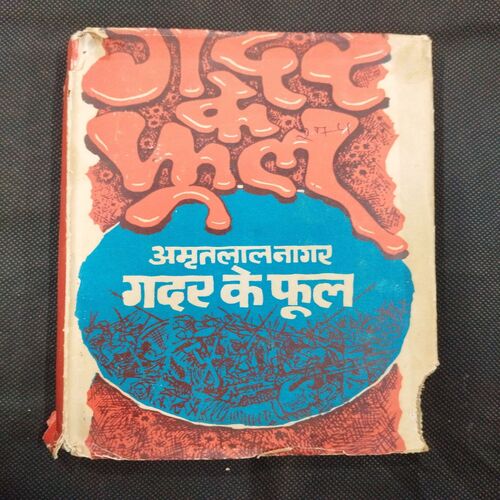 गदर
के
फूल
अमृतलाल नागर
गदर के फूल